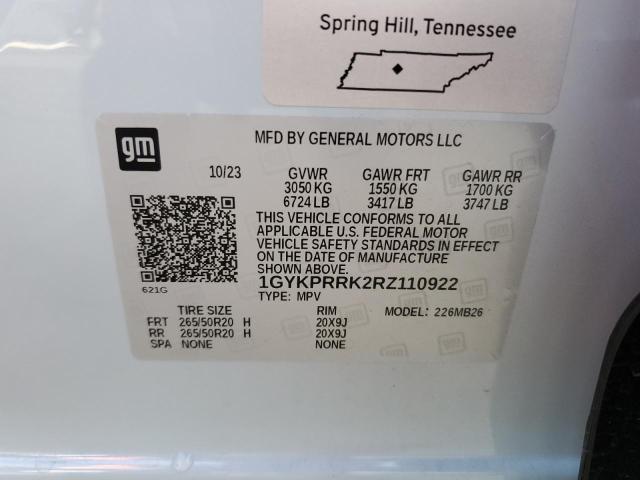 Spring Hill, Tennessee
gm
MFD BY GENERAL MOTORS LLC
10/23 GVWR GAWR FRT GAWR RR
3050 KG 1550 KG 1700 KG
6724 LB 3417 LB 3747 LB
THIS VEHICLE CONFORMS TO ALL
APPLICABLE U.S. FEDERAL MOTOR
VEHICLE SAFETY STANDARDS IN EFFECT
ON THE DATE OF MANUFACTURE
SHOWN ABOVE.
1GYKPRRK2RZ110922
621G
TYPE: MPV
MODEL: 226MB26
TIRE SIZE RIM
FRT 265/50R20 H 20X9J
RR 265/50R20 H 20X9J
SPA NONE NONE